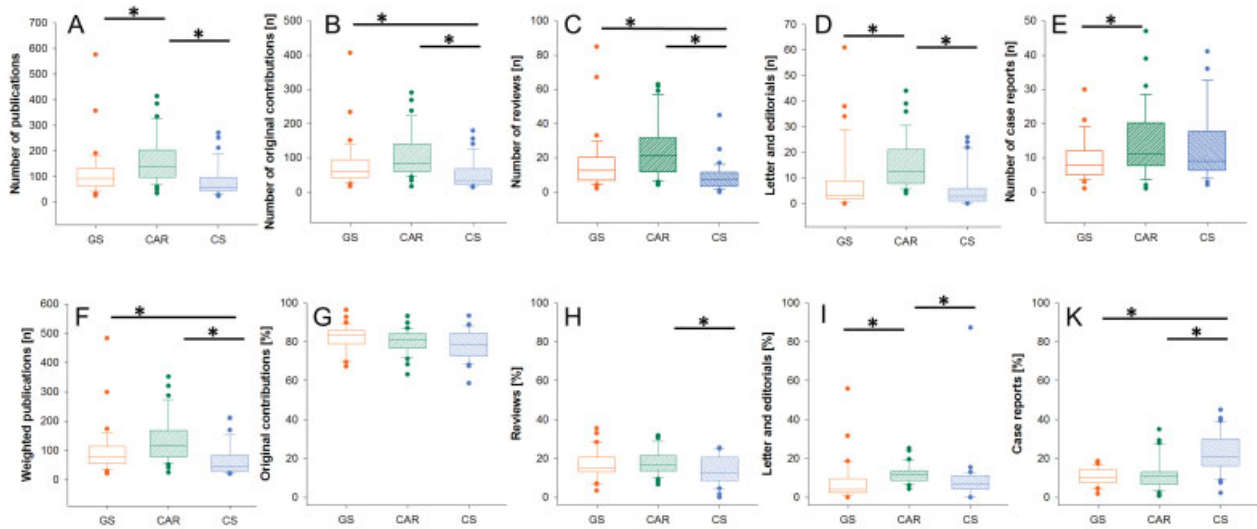 A
Number of publications
700
600
500
400
300
200
100
0
GS CAR CS
*
*
B
Number of original contributions [n]
500
400
300
200
100
0
GS CAR CS
*
*
C
Number of reviews [n]
100
80
60
40
20
0
GS CAR CS
*
*
D
Letter and editorials [n]
70
60
50
40
30
20
10
0
GS CAR CS
*
*
E
Number of case reports [n]
50
40
30
20
10
0
GS CAR CS
*
F
Weighted publications [n]
600
500
400
300
200
100
0
GS CAR CS
*
*
G
Original contributions [%]
100
80
60
40
20
0
GS CAR CS
H
Reviews [%]
100
80
60
40
20
0
GS CAR CS
*
I
Letter and editorials [%]
100
80
60
40
20
0
GS CAR CS
*
*
K
Case reports [%]
100
80
60
40
20
0
GS CAR CS
*
*